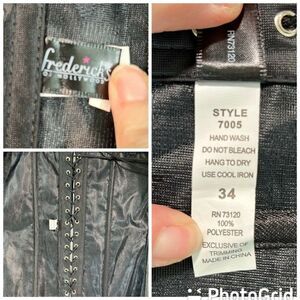 frederick's
OF HOLLYWOOD
RN73120
STYLE
7005
HAND WASH
DO NOT BLEACH
HANG TO DRY
USE COOL IRON
34
RN 73120
100%
POLYESTER
EXCLUSIVE OF
TRIMMING
MADE IN CHINA
PhotoGrid